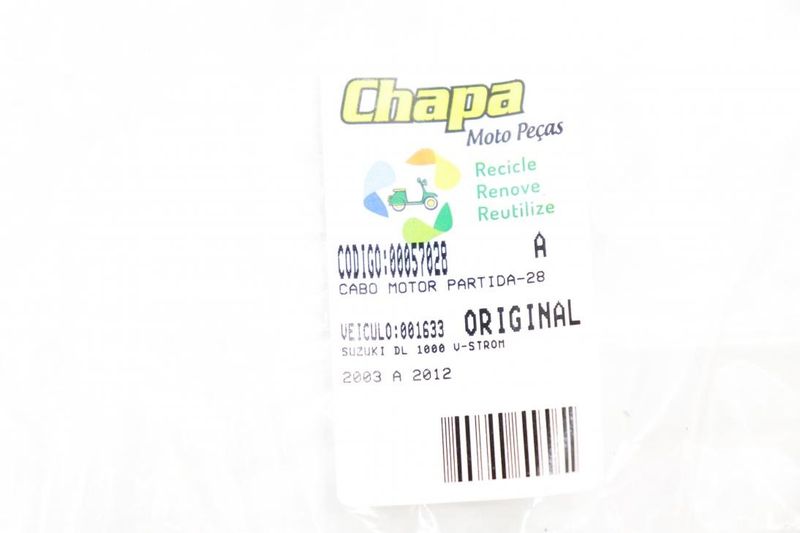 Chapa
Moto Peças
Recicle
Renove
Reutilize
CODIGO:00057028 A
CABO MOTOR PARTIDA-28
VEICULO:001633 ORIGINAL
SUZUKI DL 1000 V-STROM
2003 A 2012